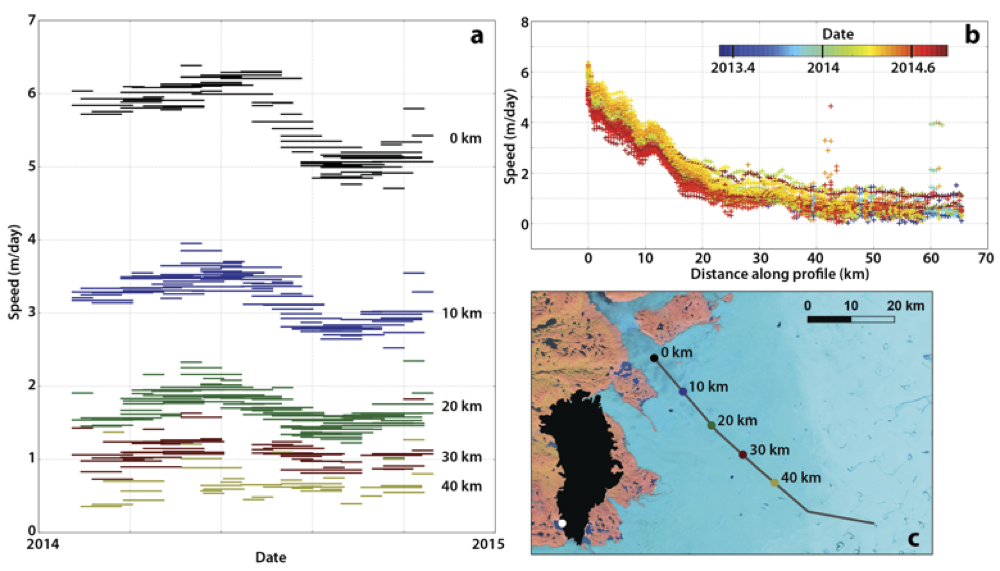 a
7
6
5
4
3
2
1
0
Speed (m/day)
0 km
10 km
20 km
30 km
40 km
2014
2015
Date
b
Date
2013.4 2014 2014.6
8
6
4
2
0
Speed (m/day)
0 10 20 30 40 50 60 70
Distance along profile (km)
0 10 20 km
0 km
10 km
20 km
30 km
40 km
c